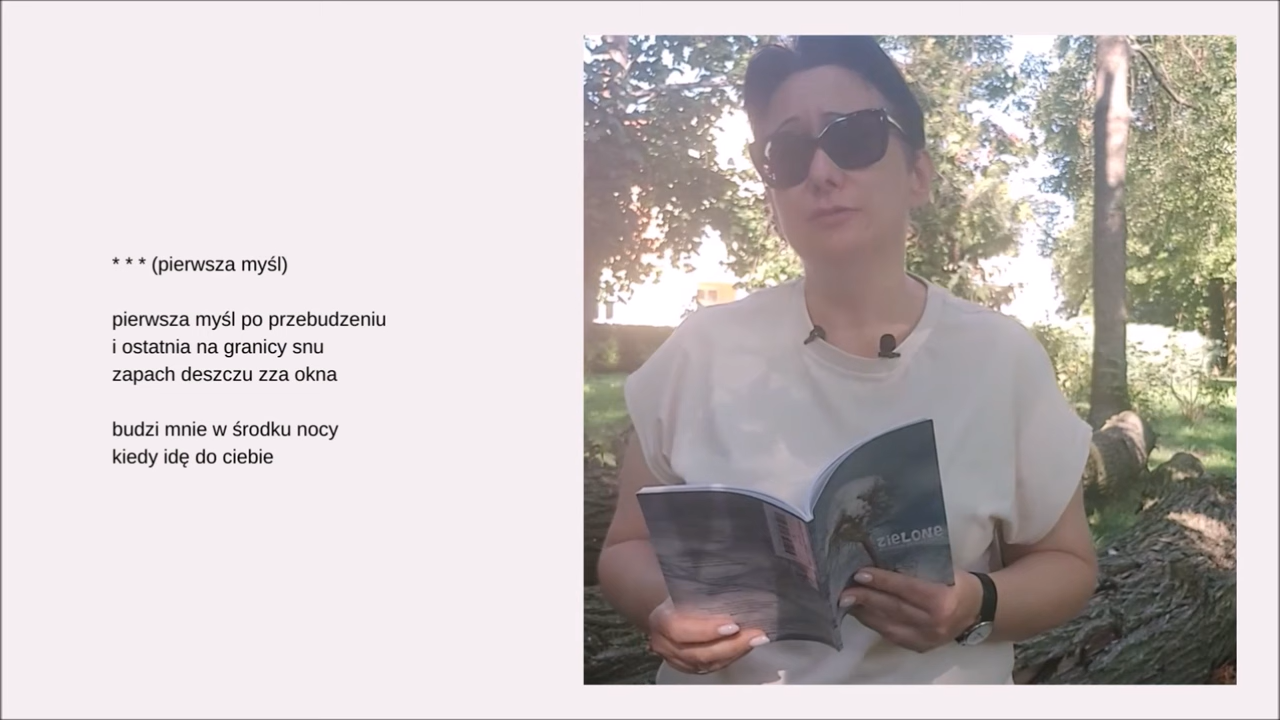 * * * (pierwsza myśl)
pierwsza myśl po przebudzeniu
i ostatnia na granicy snu
zapach deszczu zza okna
budzi mnie w środku nocy
kiedy idę do ciebie
zieLone